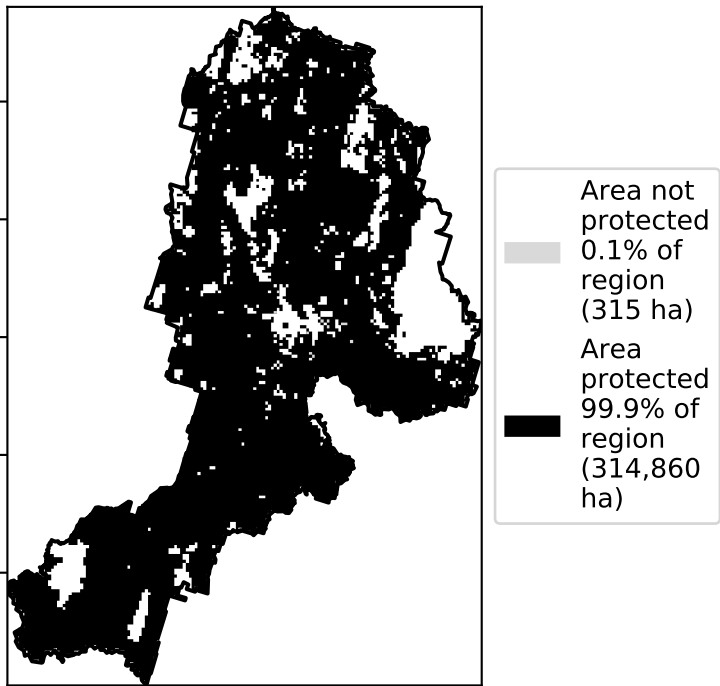 Area not
protected
0.1% of
region
(315 ha)
Area
protected
99.9% of
region
(314,860
ha)